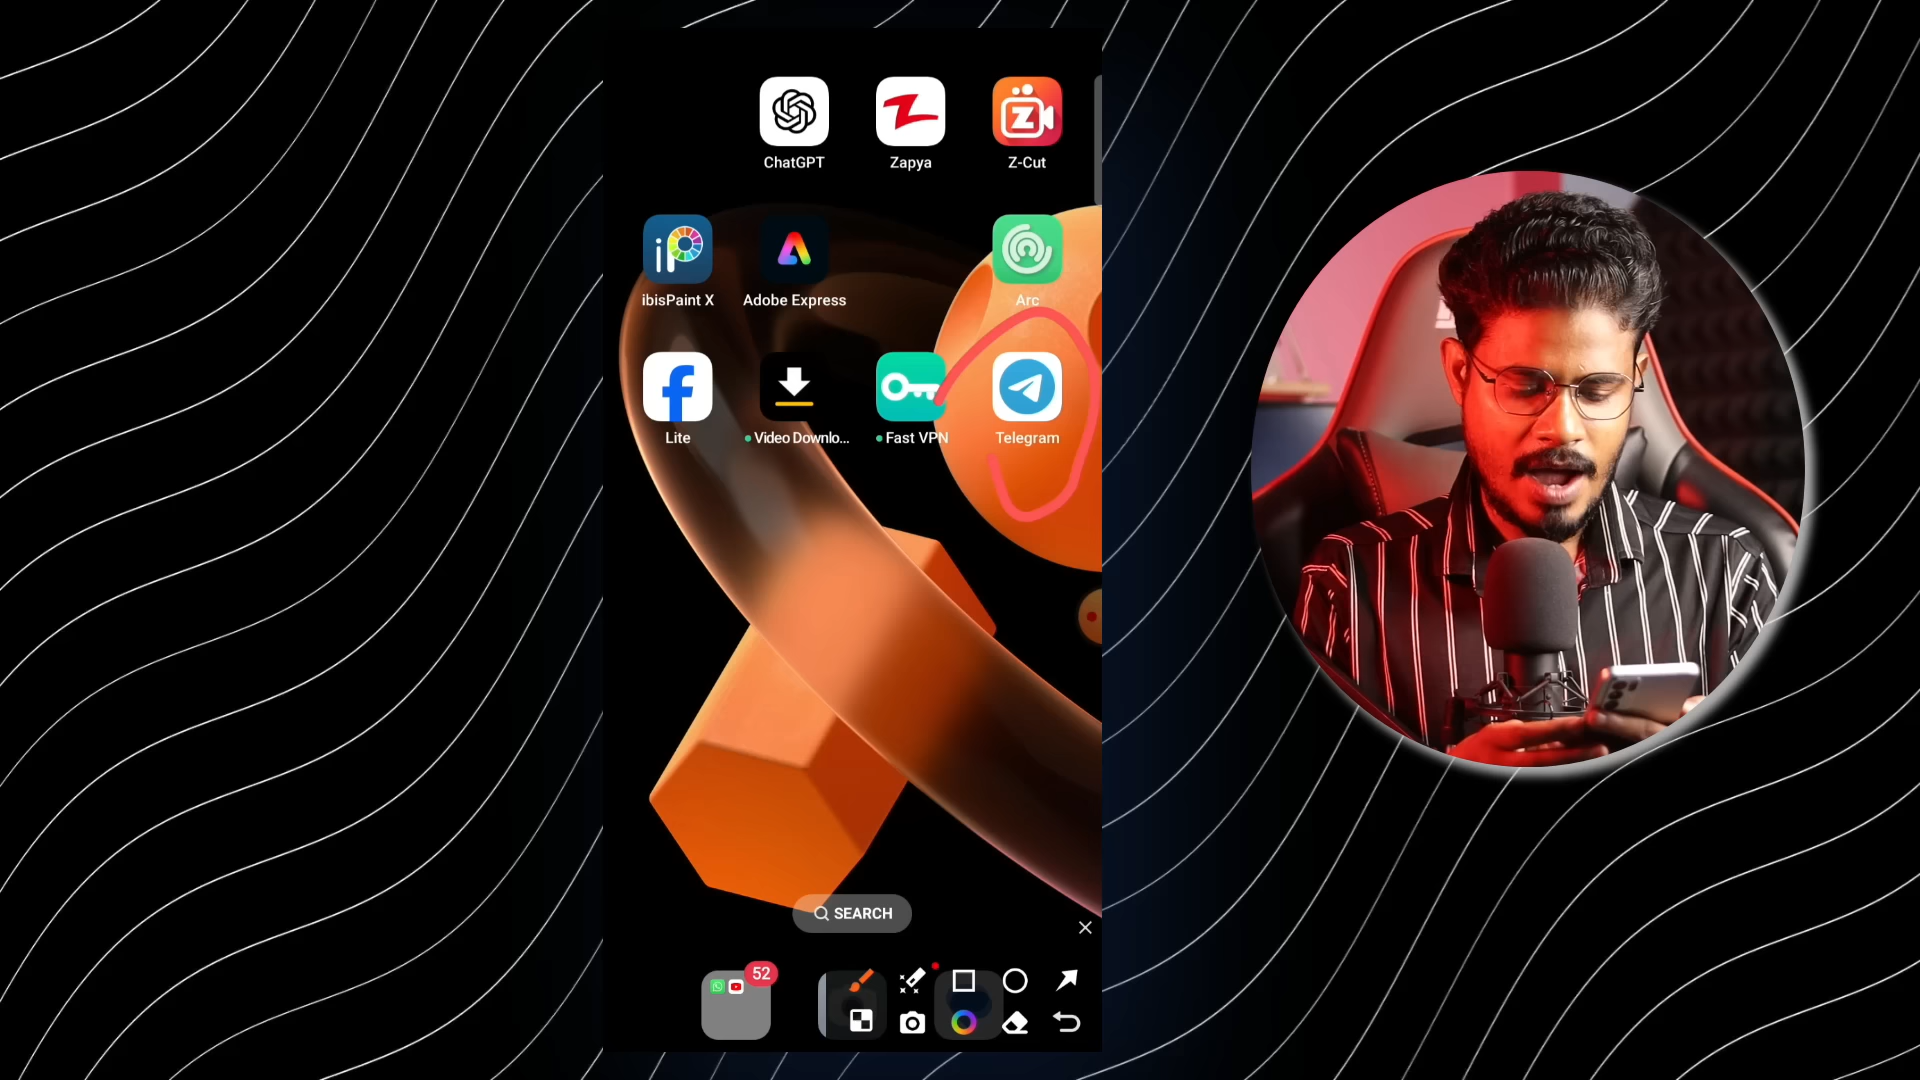 ChatGPT
Zapya
Z-Cut
ibisPaint X
Adobe Express
Arc
Lite
Video Downlo...
Fast VPN
Telegram
SEARCH
52